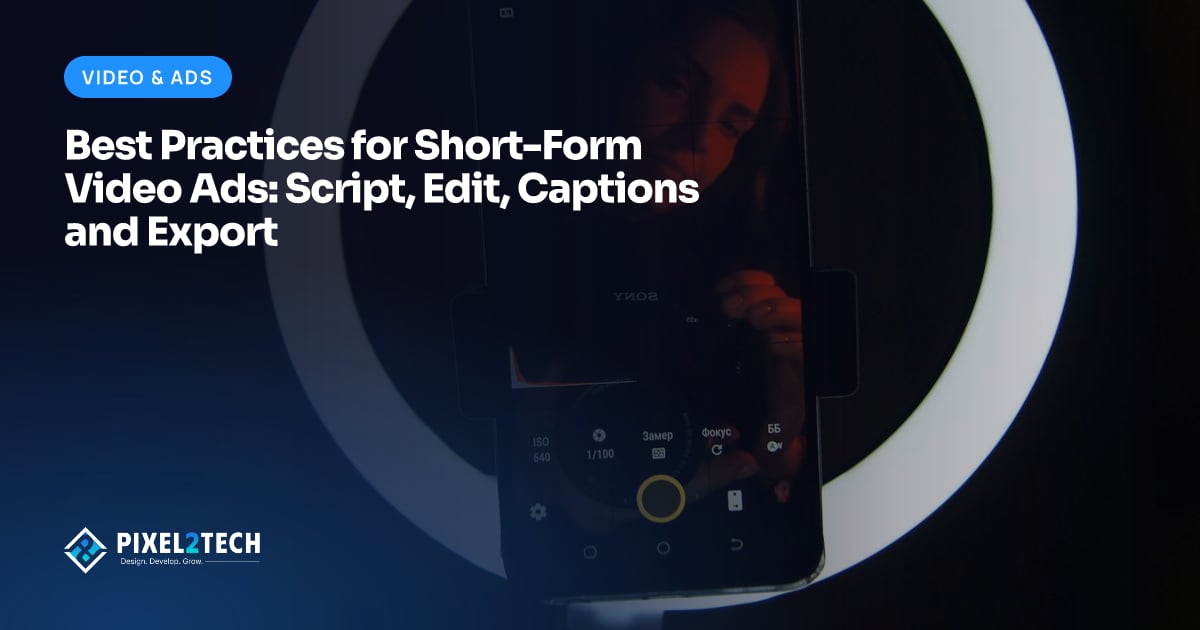 VIDEO & ADS
Best Practices for Short-Form
Video Ads: Script, Edit, Captions
and Export
SONY
ISO
640
1/100
Замер
Фокус
ББ
PIXEL2TECH
Design. Develop. Grow.